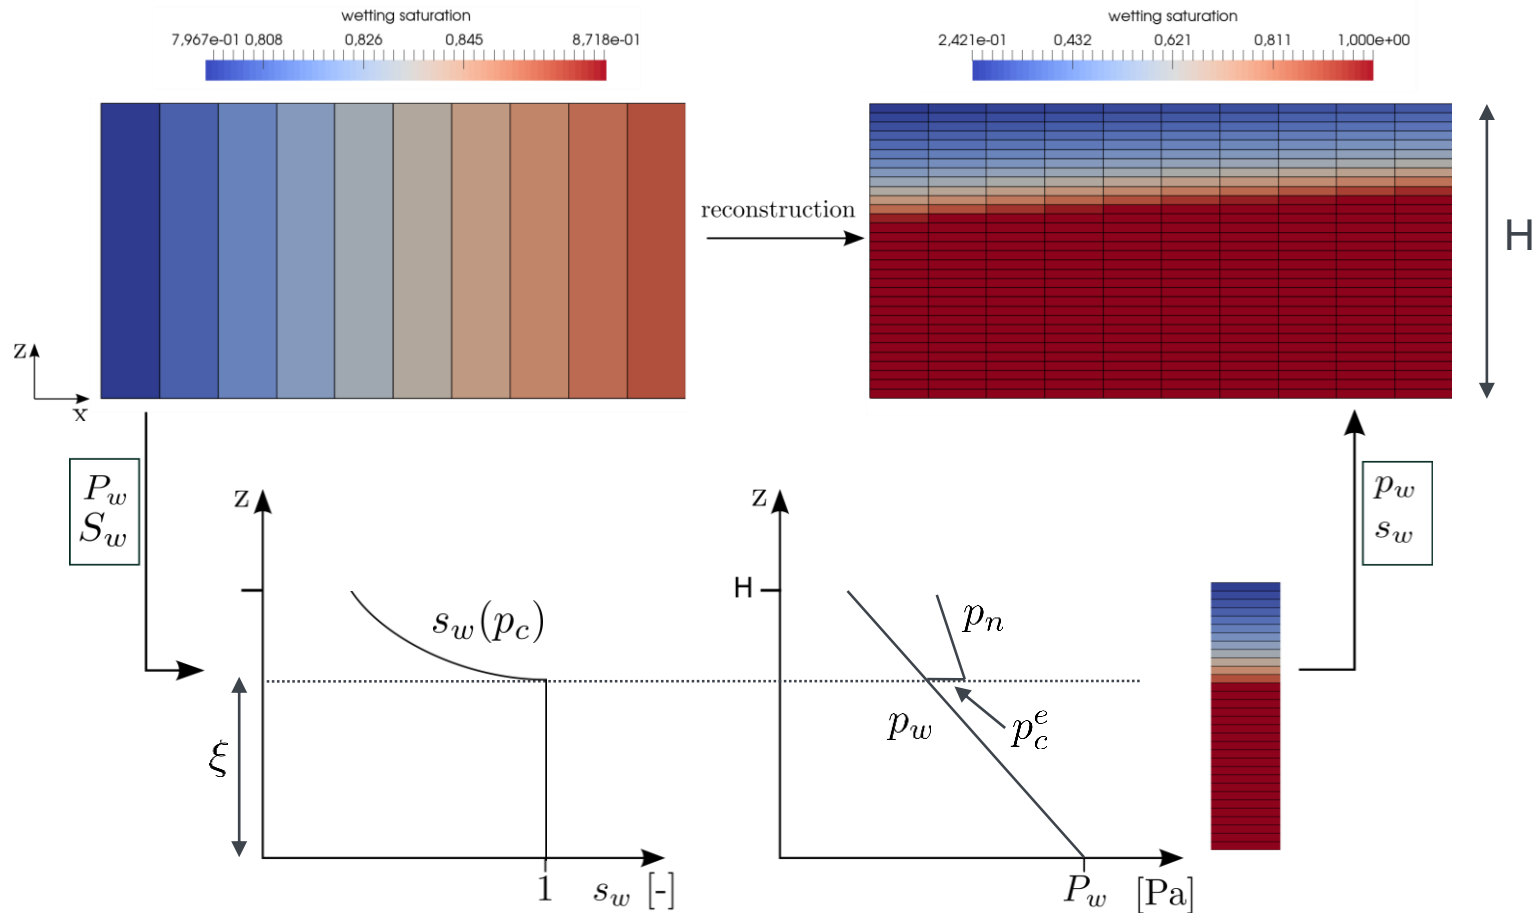 wetting saturation
7,967e-01 0,808 0,826 0,845 8,718e-01
wetting saturation
2,421e-01 0,432 0,621 0,811 1,000e+00
reconstruction
H
z
x
P_w
S_w
z
s_w(p_c)
ξ
1 s_w [-]
z
H
p_n
p_w
p_c^e
P_w [Pa]
p_w
s_w